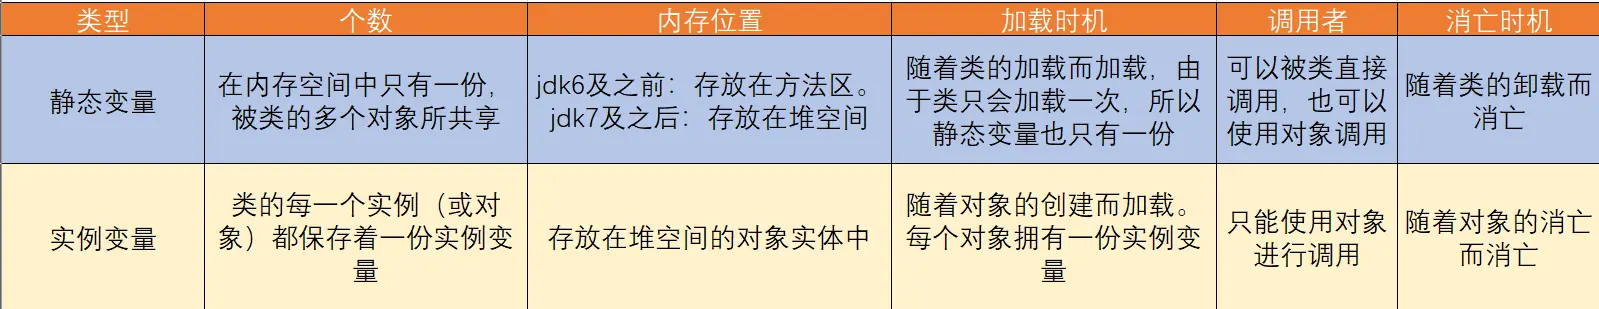 类型
个数
内存位置
加载时机
调用者
消亡时机
静态变量
在内存空间中只有一份，
被类的多个对象所共享
jdk6及之前：存放在方法区。
jdk7及之后：存放在堆空间
随着类的加载而加载，由
于类只会加载一次，所以
静态变量也只有一份
可以被类直接
调用，也可以
使用对象调用
随着类的卸载而
消亡
实例变量
类的每一个实例（或对
象）都保存着一份实例变
量
存放在堆空间的对象实体中
随着对象的创建而加载。
每个对象拥有一份实例变
量
只能使用对象
进行调用
随着对象的消亡
而消亡